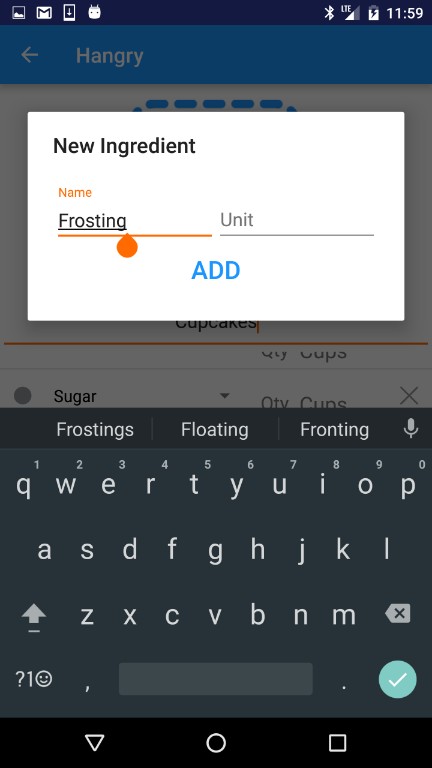 LTE 11:59
Hangry
New Ingredient
Name
Frosting Unit
ADD
Cupcakes
Qty Cups
Sugar Qty Cups
Frostings Floating Fronting
1 2 3 4 5 6 7 8 9 0
q w e r t y u i o p
a s d f g h j k l
z x c v b n m
?1 , .